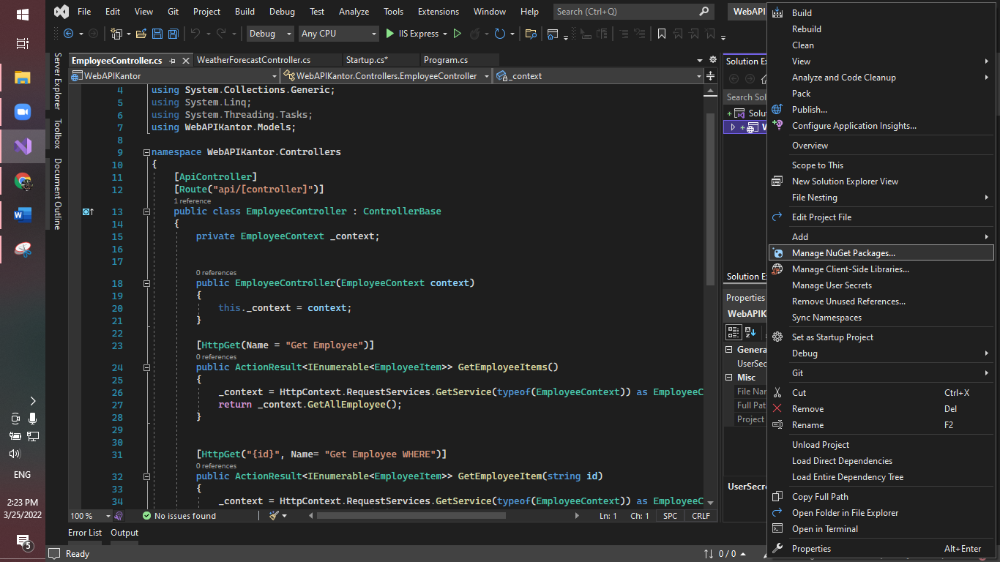 File Edit View Git Project Build Debug Test Analyze Tools Extensions Window Help Search (Ctrl+Q) WebAPI
Debug Any CPU IIS Express
Server Explorer
Toolbox
Document Outline
EmployeeController.cs WeatherForecastController.cs Startup.cs* Program.cs
WebAPIKantor WebAPIKantor.Controllers.EmployeeController _context
4 using System.Collections.Generic;
5 using System.Linq;
6 using System.Threading.Tasks;
7 using WebAPIKantor.Models;
8
9 namespace WebAPIKantor.Controllers
10 {
11 [ApiController]
12 [Route("api/[controller]")]
1 reference
13 public class EmployeeController : ControllerBase
14 {
15 private EmployeeContext _context;
16
17
0 references
18 public EmployeeController(EmployeeContext context)
19 {
20 this._context = context;
21 }
22
23 [HttpGet(Name = "Get Employee")]
0 references
24 public ActionResult<IEnumerable<EmployeeItem>> GetEmployeeItems()
25 {
26 _context = HttpContext.RequestServices.GetService(typeof(EmployeeContext)) as EmployeeC
27 return _context.GetAllEmployee();
28 }
29
30
31 [HttpGet("{id}", Name= "Get Employee WHERE")]
0 references
32 public ActionResult<IEnumerable<EmployeeItem>> GetEmployeeItem(string id)
33 {
34 _context = HttpContext.RequestServices.GetService(typeof(EmployeeContext)) as EmployeeC
100 % No issues found Ln: 1 Ch: 1 SPC CRLF
Error List Output
Ready 0 / 0
ENG
2:23 PM
3/25/2022
5
Solution Ex
Search Sol
Solu
W
Solution Ex
Properties
WebAPIK
Genera
UserSec
Misc
File Nan
Full Pat
Project
UserSecre
Build
Rebuild
Clean
View
Analyze and Code Cleanup
Pack
Publish...
Configure Application Insights...
Overview
Scope to This
New Solution Explorer View
File Nesting
Edit Project File
Add
Manage NuGet Packages...
Manage Client-Side Libraries...
Manage User Secrets
Remove Unused References...
Sync Namespaces
Set as Startup Project
Debug
Git
Cut Ctrl+X
Remove Del
Rename F2
Unload Project
Load Direct Dependencies
Load Entire Dependency Tree
Copy Full Path
Open Folder in File Explorer
Open in Terminal
Properties Alt+Enter